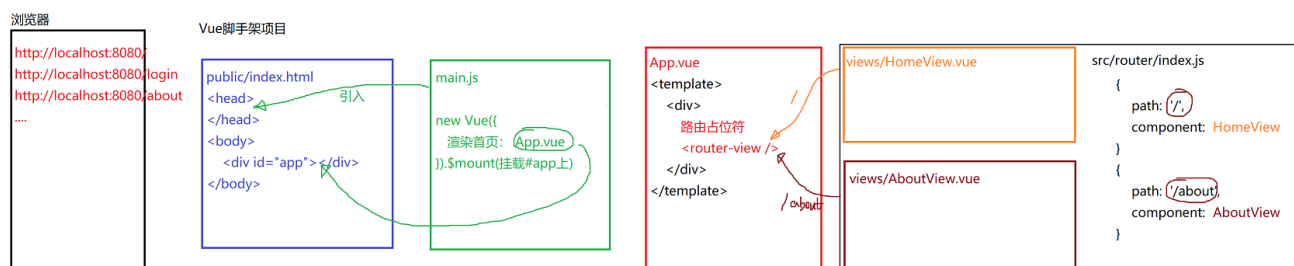 浏览器
http://localhost:8080/
http://localhost:8080/login
http://localhost:8080/about
....
Vue脚手架项目
public/index.html
<head>
</head>
<body>
<div id="app"></div>
</body>
引入
main.js
new Vue({
渲染首页: App.vue
}).$mount(挂载#app上)
App.vue
<template>
<div>
路由占位符
<router-view />
</div>
</template>
/
/about
views/HomeView.vue
views/AboutView.vue
src/router/index.js
{
path: '/',
component: HomeView
}
{
path: '/about',
component: AboutView
}